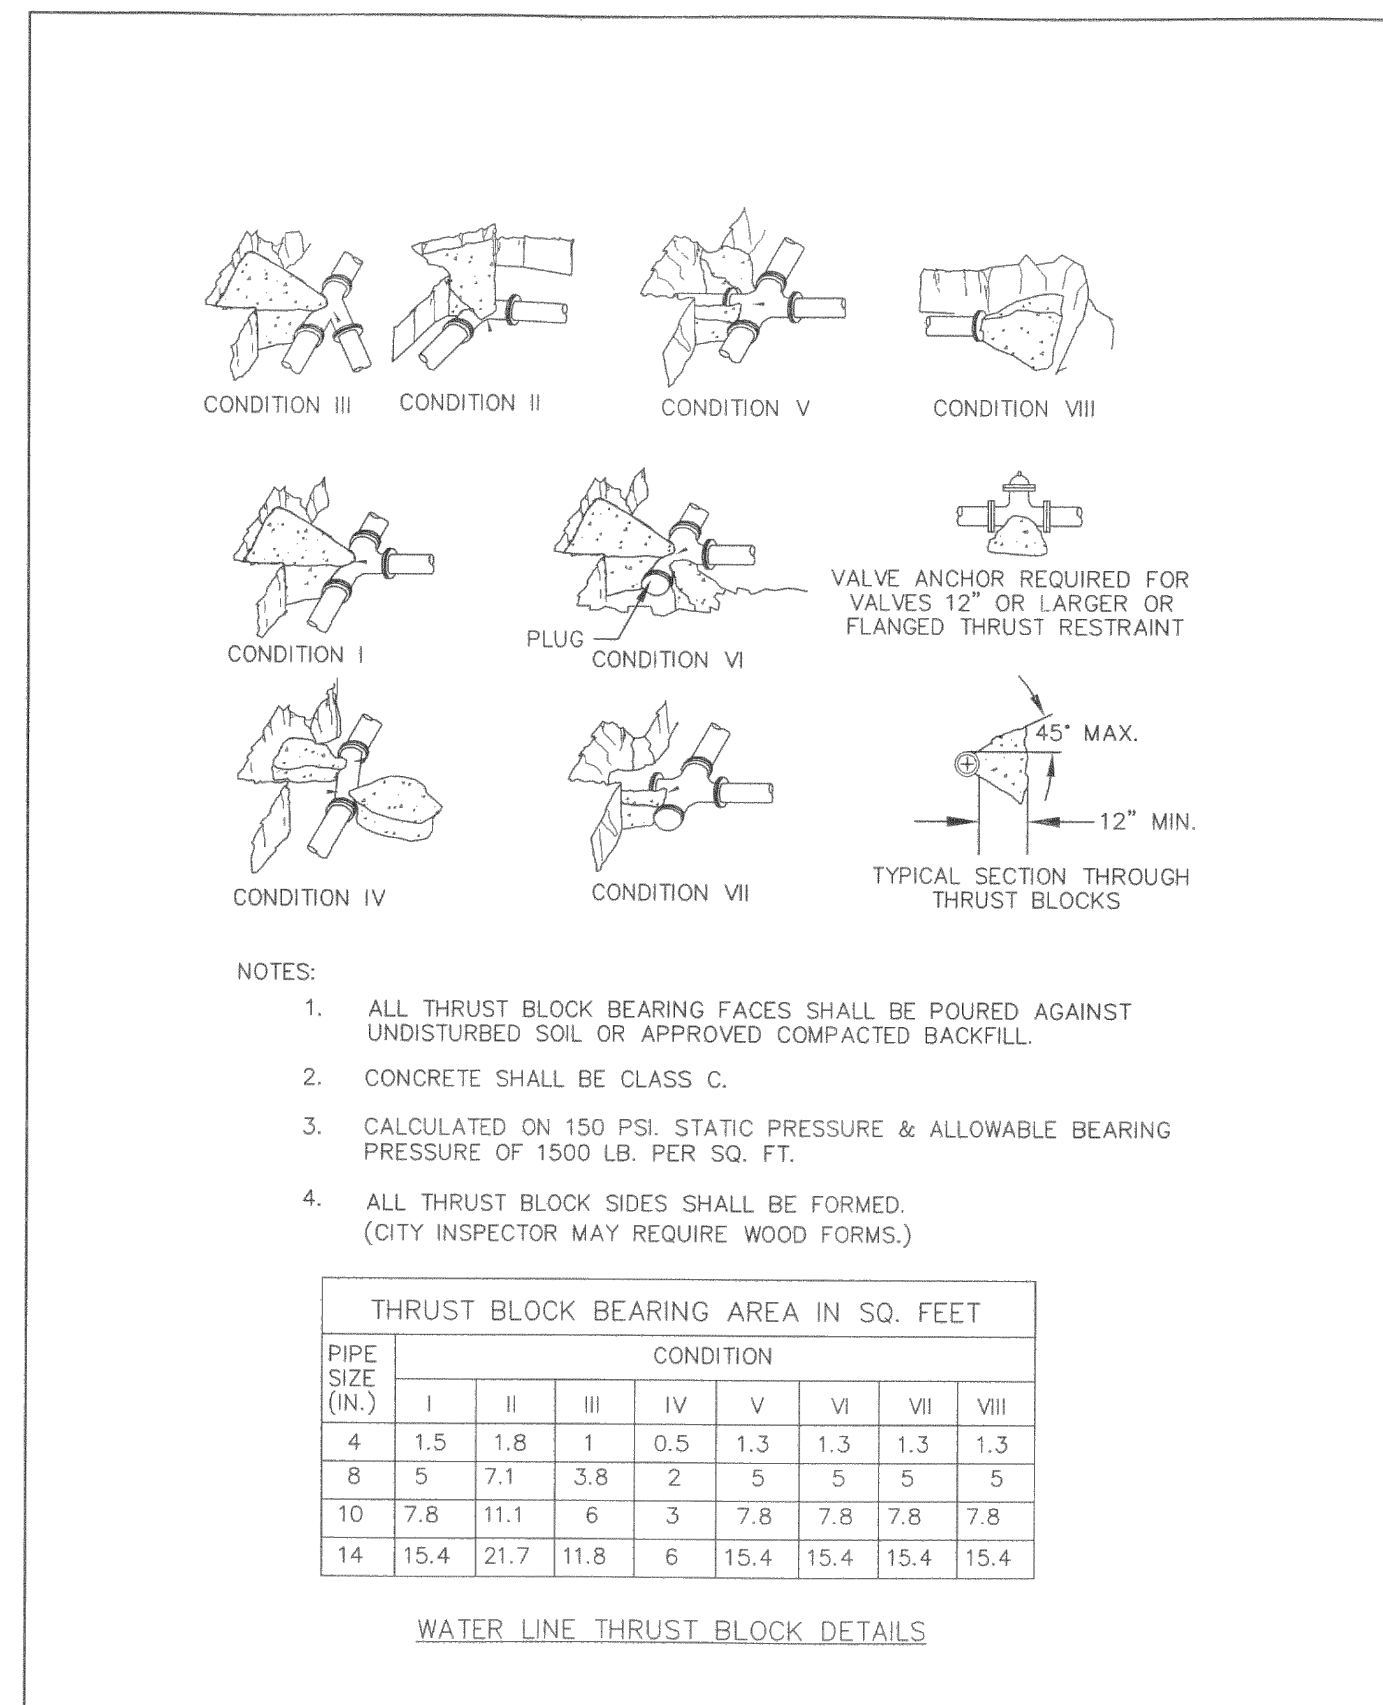 CONDITION III
CONDITION II
CONDITION V
CONDITION VIII
CONDITION I
PLUG
CONDITION VI
VALVE ANCHOR REQUIRED FOR
VALVES 12" OR LARGER OR
FLANGED THRUST RESTRAINT
CONDITION IV
CONDITION VII
45° MAX.
12" MIN.
TYPICAL SECTION THROUGH
THRUST BLOCKS
NOTES:
1. ALL THRUST BLOCK BEARING FACES SHALL BE POURED AGAINST
UNDISTURBED SOIL OR APPROVED COMPACTED BACKFILL.
2. CONCRETE SHALL BE CLASS C.
3. CALCULATED ON 150 PSI. STATIC PRESSURE & ALLOWABLE BEARING
PRESSURE OF 1500 LB. PER SQ. FT.
4. ALL THRUST BLOCK SIDES SHALL BE FORMED.
(CITY INSPECTOR MAY REQUIRE WOOD FORMS.)
THRUST BLOCK BEARING AREA IN SQ. FEET
PIPE SIZE (IN.) CONDITION
I II III IV V VI VII VIII
4 1.5 1.8 1 0.5 1.3 1.3 1.3 1.3
8 5 7.1 3.8 2 5 5 5 5
10 7.8 11.1 6 3 7.8 7.8 7.8 7.8
14 15.4 21.7 11.8 6 15.4 15.4 15.4 15.4
WATER LINE THRUST BLOCK DETAILS